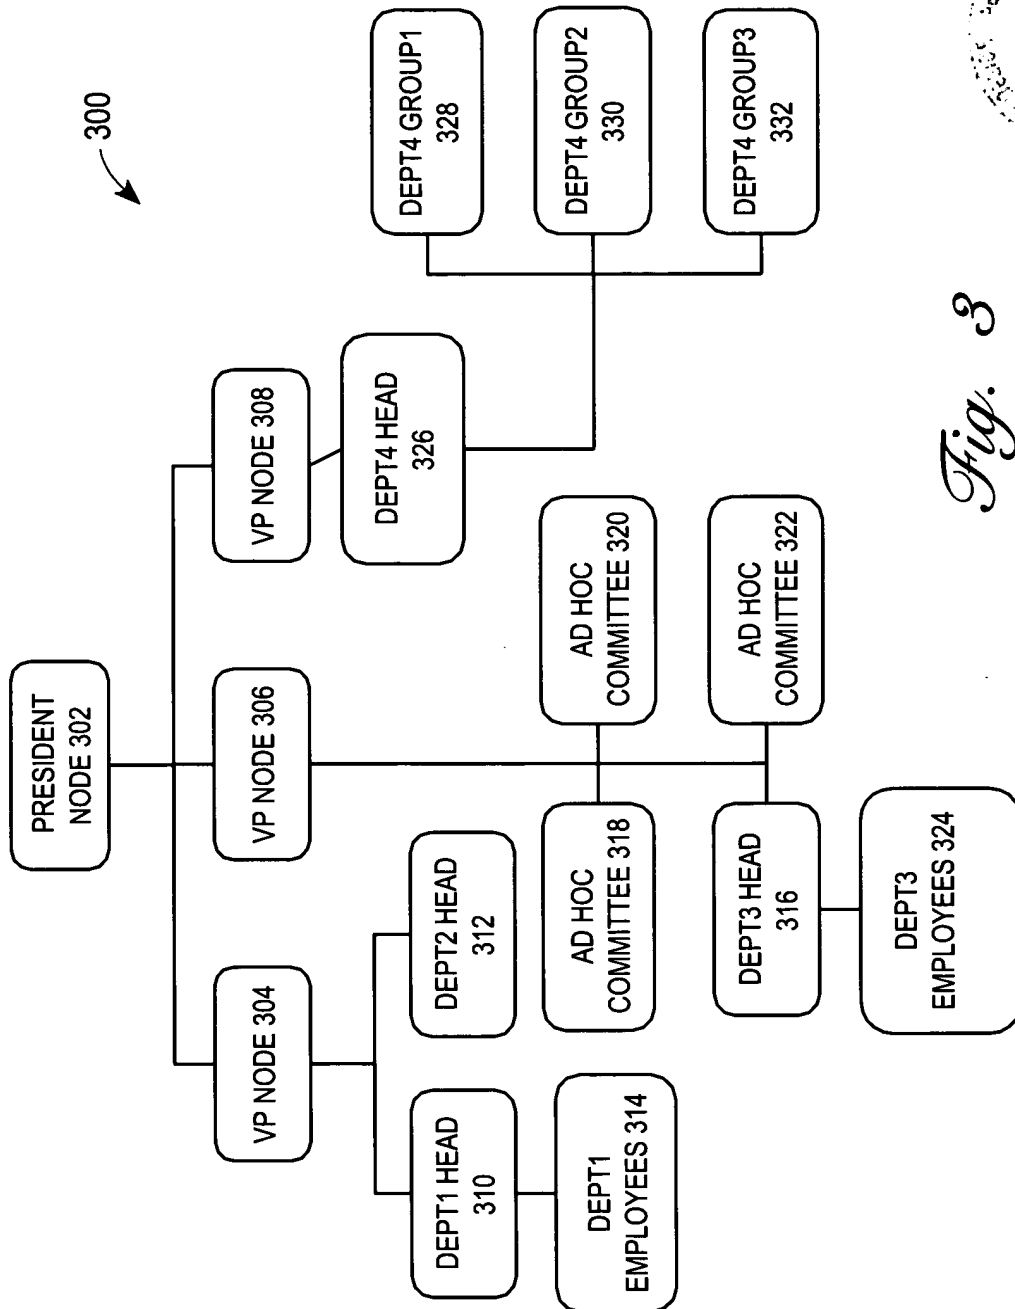 300
PRESIDENT
NODE 302
VP NODE 304
VP NODE 306
VP NODE 308
DEPT1 HEAD
310
DEPT2 HEAD
312
DEPT4 HEAD
326
DEPT1
EMPLOYEES 314
AD HOC
COMMITTEE 318
AD HOC
COMMITTEE 320
DEPT3 HEAD
316
AD HOC
COMMITTEE 322
DEPT3
EMPLOYEES 324
DEPT4 GROUP1
328
DEPT4 GROUP2
330
DEPT4 GROUP3
332
Fig. 3